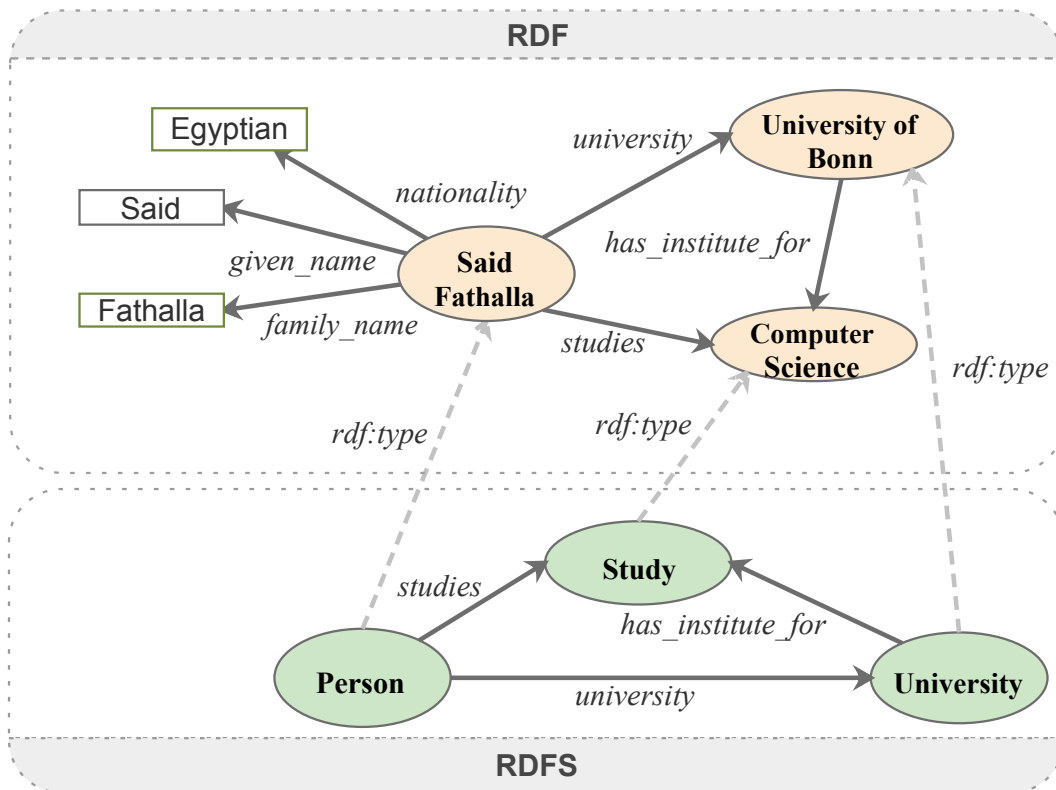 RDF
Egyptian
university
University of
Bonn
nationality
Said
has_institute_for
given_name
Said
Fathalla
Fathalla
family_name
studies
Computer
Science
rdf:type
rdf:type
rdf:type
studies
Study
has_institute_for
Person
university
University
RDFS